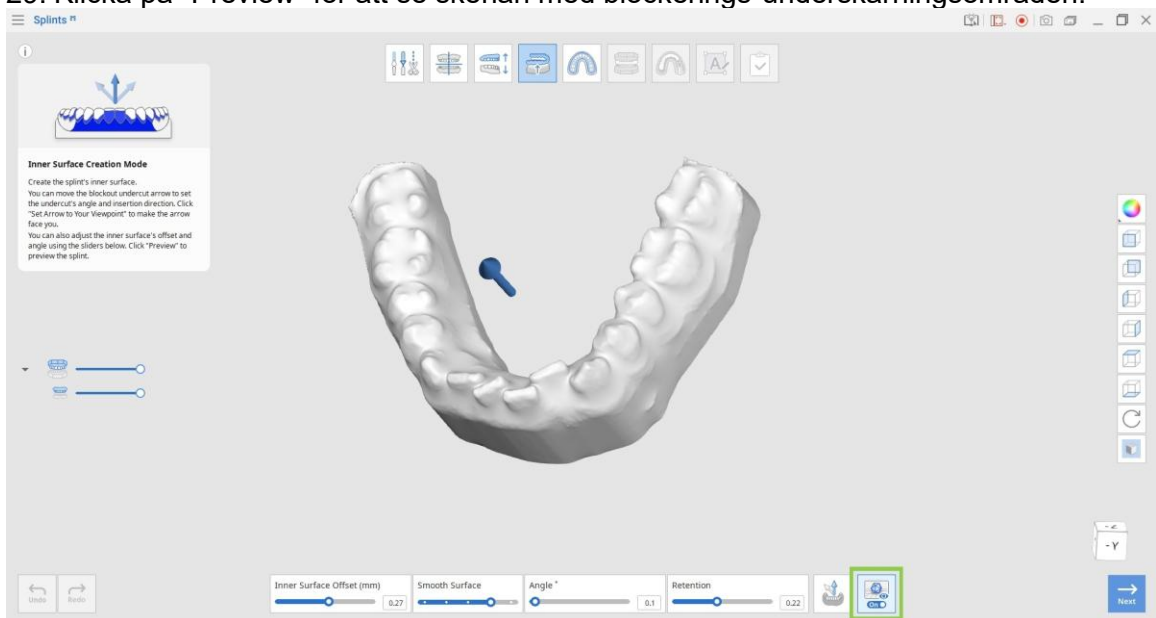 29. Klicka på "Preview" för att se skenan med blockerings-underskärningsområden.
Splints
Inner Surface Creation Mode
Create the splint's inner surface.
You can move the blockout undercut arrow to set
the undercut's angle and insertion direction. Click
"Set Arrow to Your Viewpoint" to make the arrow
face you.
You can also adjust the inner surface's offset and
angle using the sliders below. Click "Preview" to
preview the splint.
- Z
- Y
Undo Redo
Inner Surface Offset (mm) Smooth Surface Angle ° Retention
0.27 0.1 0.22
On
Next